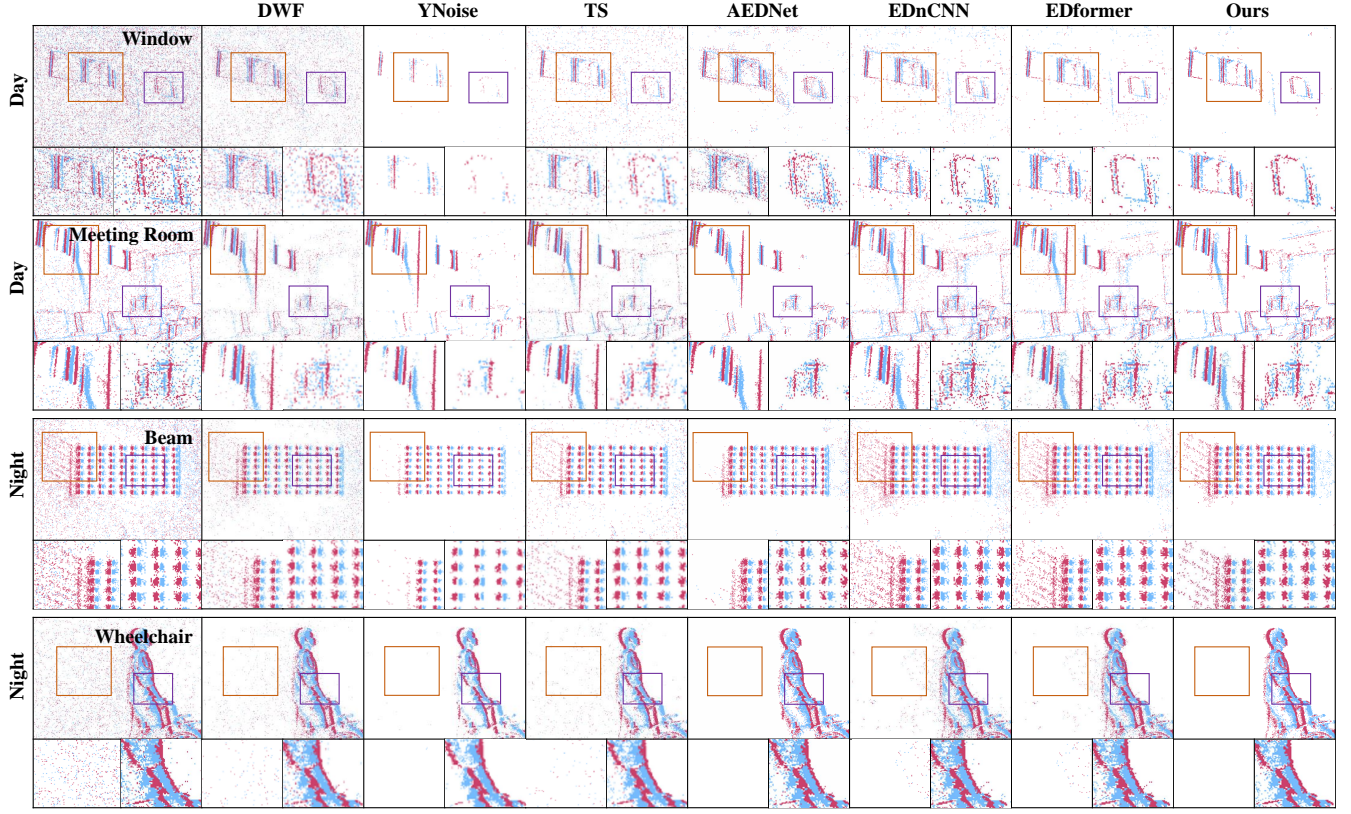 DWF YNoise TS AEDNet EDnCNN EDformer Ours
Day
Window
Day
Meeting Room
Night
Beam
Night
Wheelchair